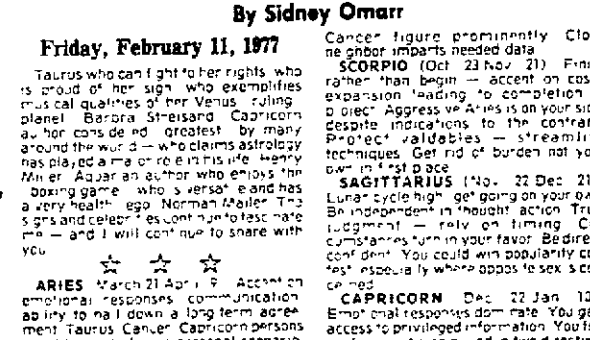 By Sidney Omarr
Friday, February 11, 1977
Taurus who can fight for her rights who
is proud of her sign who exemplifies
musical qualities of her Venus ruling
planet Barbra Streisand Capricorn
author considered greatest by many
around the world — who claims astrology
has played a major role in his life Henry
Miller Aquarian author who enjoys the
boxing game who is versatile and has
a very healthy ego Norman Mailer The
signs and celebrities continue to fascinate
me — and I will continue to share with
you
ARIES March 21 April 19 Accent on
emotional responses communication
ability to nail down a long term agree
ment Taurus Cancer Capricorn persons
Cancer figure prominently Clo
neighbor imparts needed data
SCORPIO (Oct 23 Nov 21) Fini
rather than begin — accent on cos
expansion leading to completion
project Aggressive Aries is on your sid
despite indications to the contrar
Protect valuables — streamlin
techniques Get rid of burden not yo
own in first place
SAGITTARIUS (Nov 22 Dec 21
Lunar cycle high get going on your ow
Be independent in thought action Tru
judgment — rely on timing Ci
cumstances turn in your favor Be direc
confident You could win popularity co
test especially where opposite sex is co
cerned
CAPRICORN Dec 22 Jan 1
Emotional responses dominate You ga
access to privileged information You f